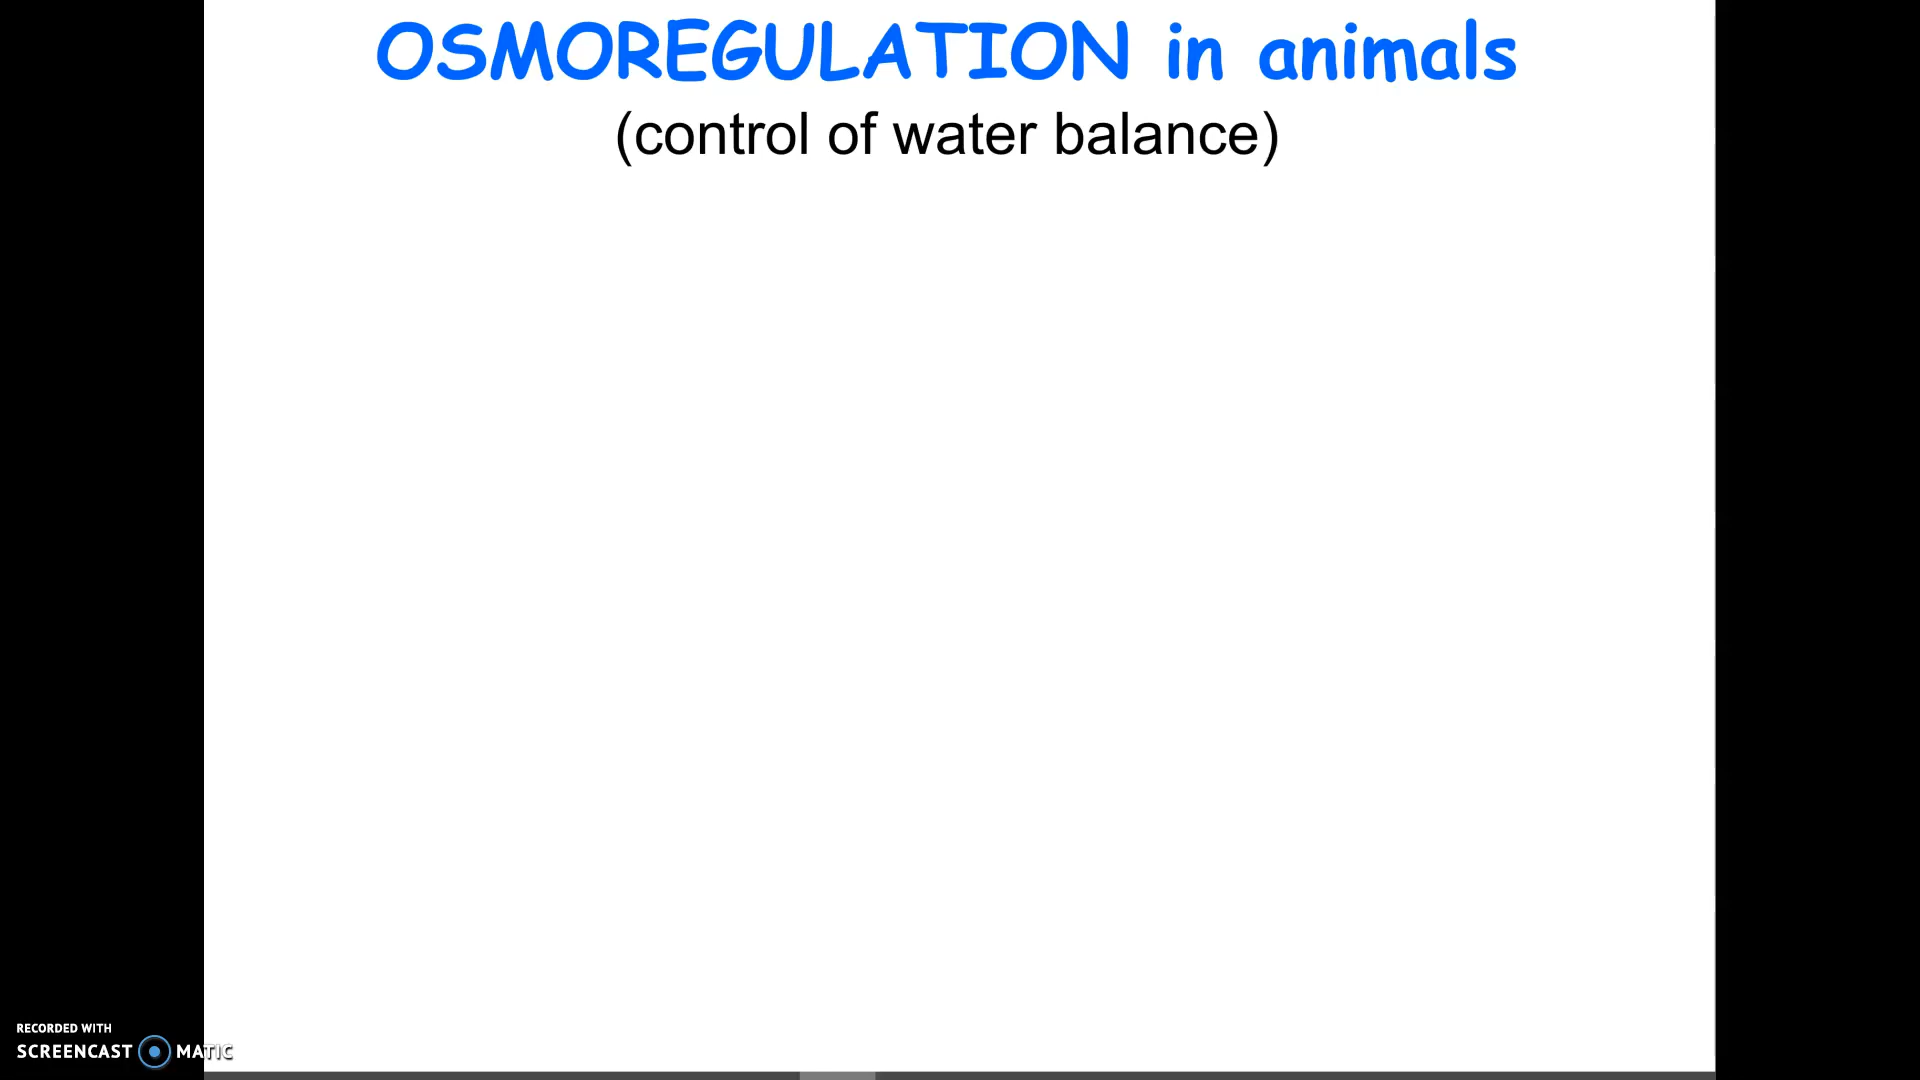 OSMOREGULATION in animals
(control of water balance)
RECORDED WITH
SCREENCAST MATIC